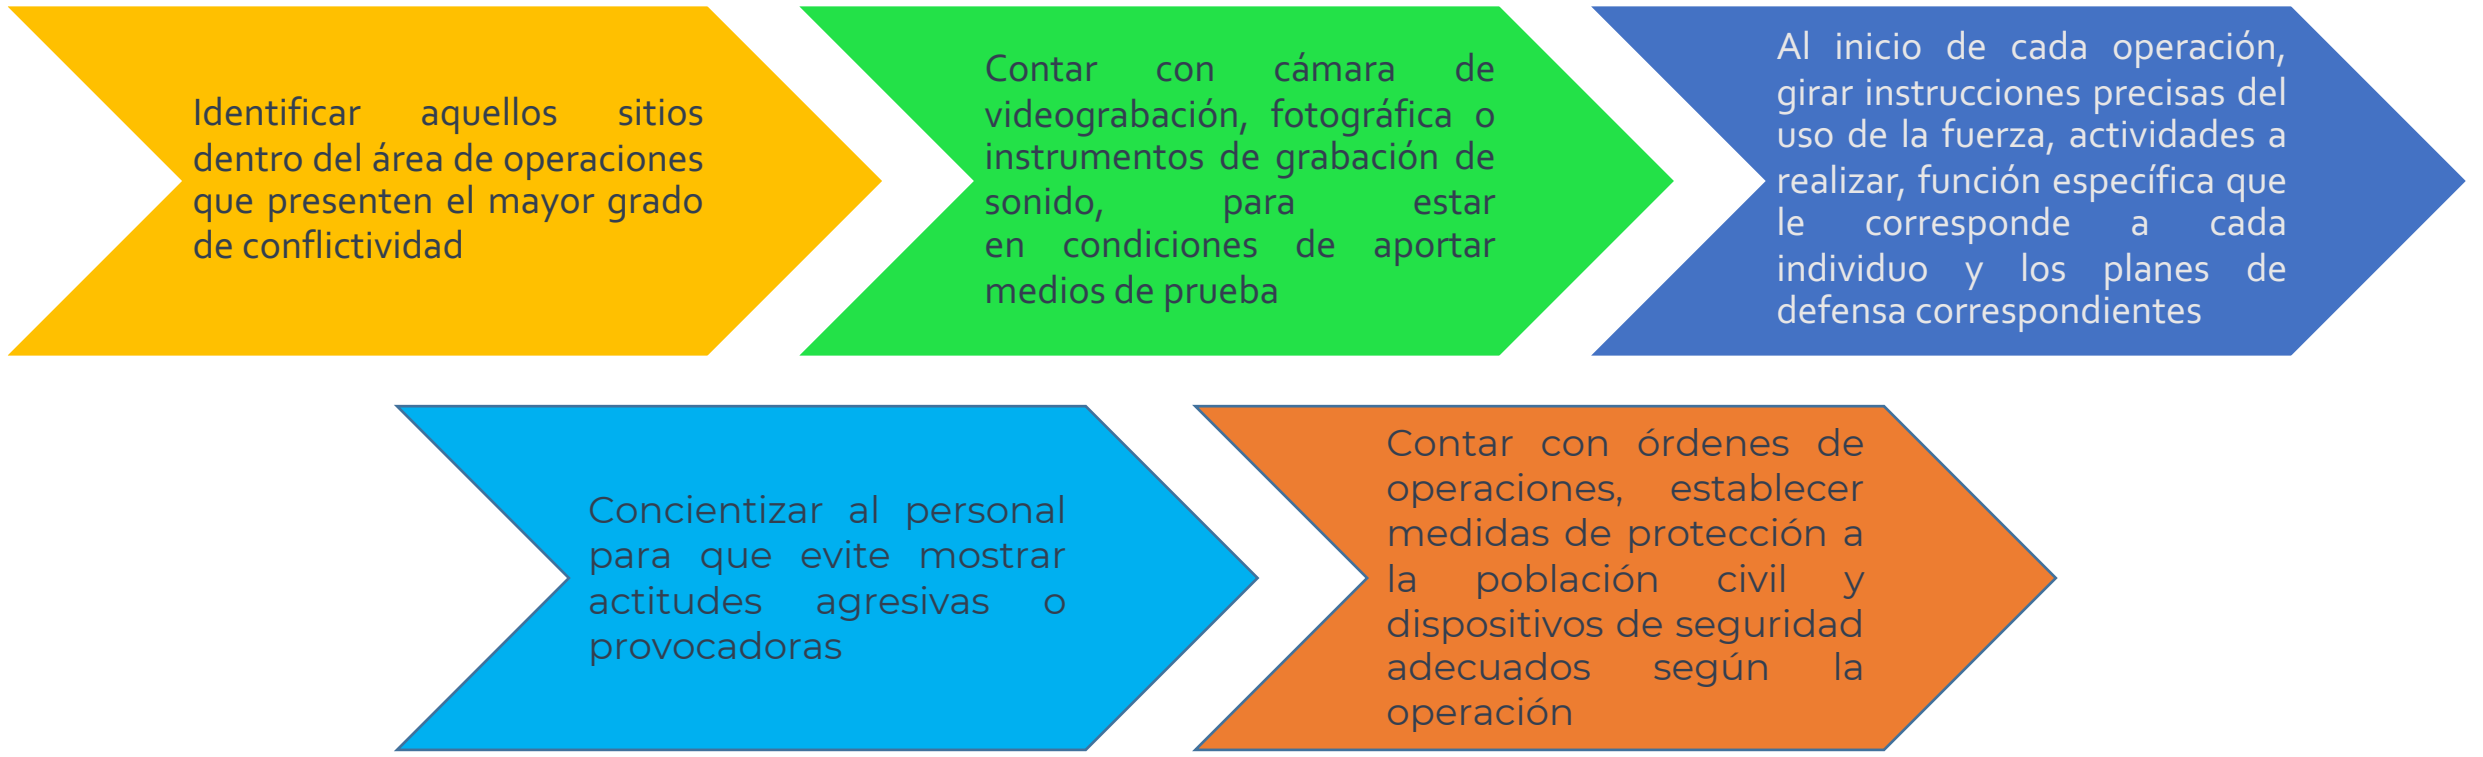 Identificar aquellos sitios
dentro del área de operaciones
que presenten el mayor grado
de conflictividad
Contar con cámara de
videograbación, fotográfica o
instrumentos de grabación de
sonido, para estar
en condiciones de aportar
medios de prueba
Al inicio de cada operación,
girar instrucciones precisas del
uso de la fuerza, actividades a
realizar, función específica que
le corresponde a cada
individuo y los planes de
defensa correspondientes
Concientizar al personal
para que evite mostrar
actitudes agresivas o
provocadoras
Contar con órdenes de
operaciones, establecer
medidas de protección a
la población civil y
dispositivos de seguridad
adecuados según la
operación